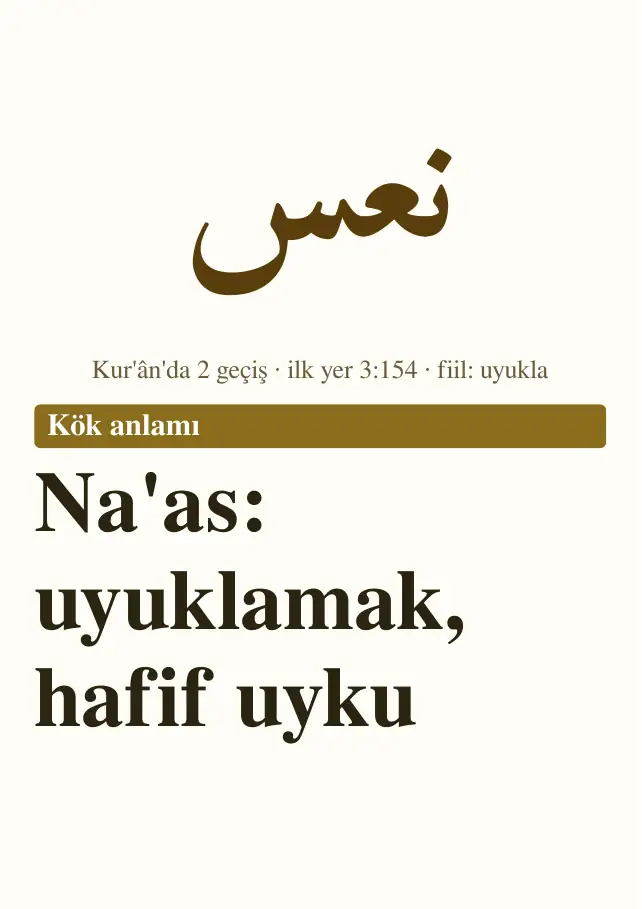 نعس
Kur'ân'da 2 geçiş · ilk yer 3:154 · fiil: uyukla
Kök anlamı
Na'as:
uyuklamak,
hafif uyku